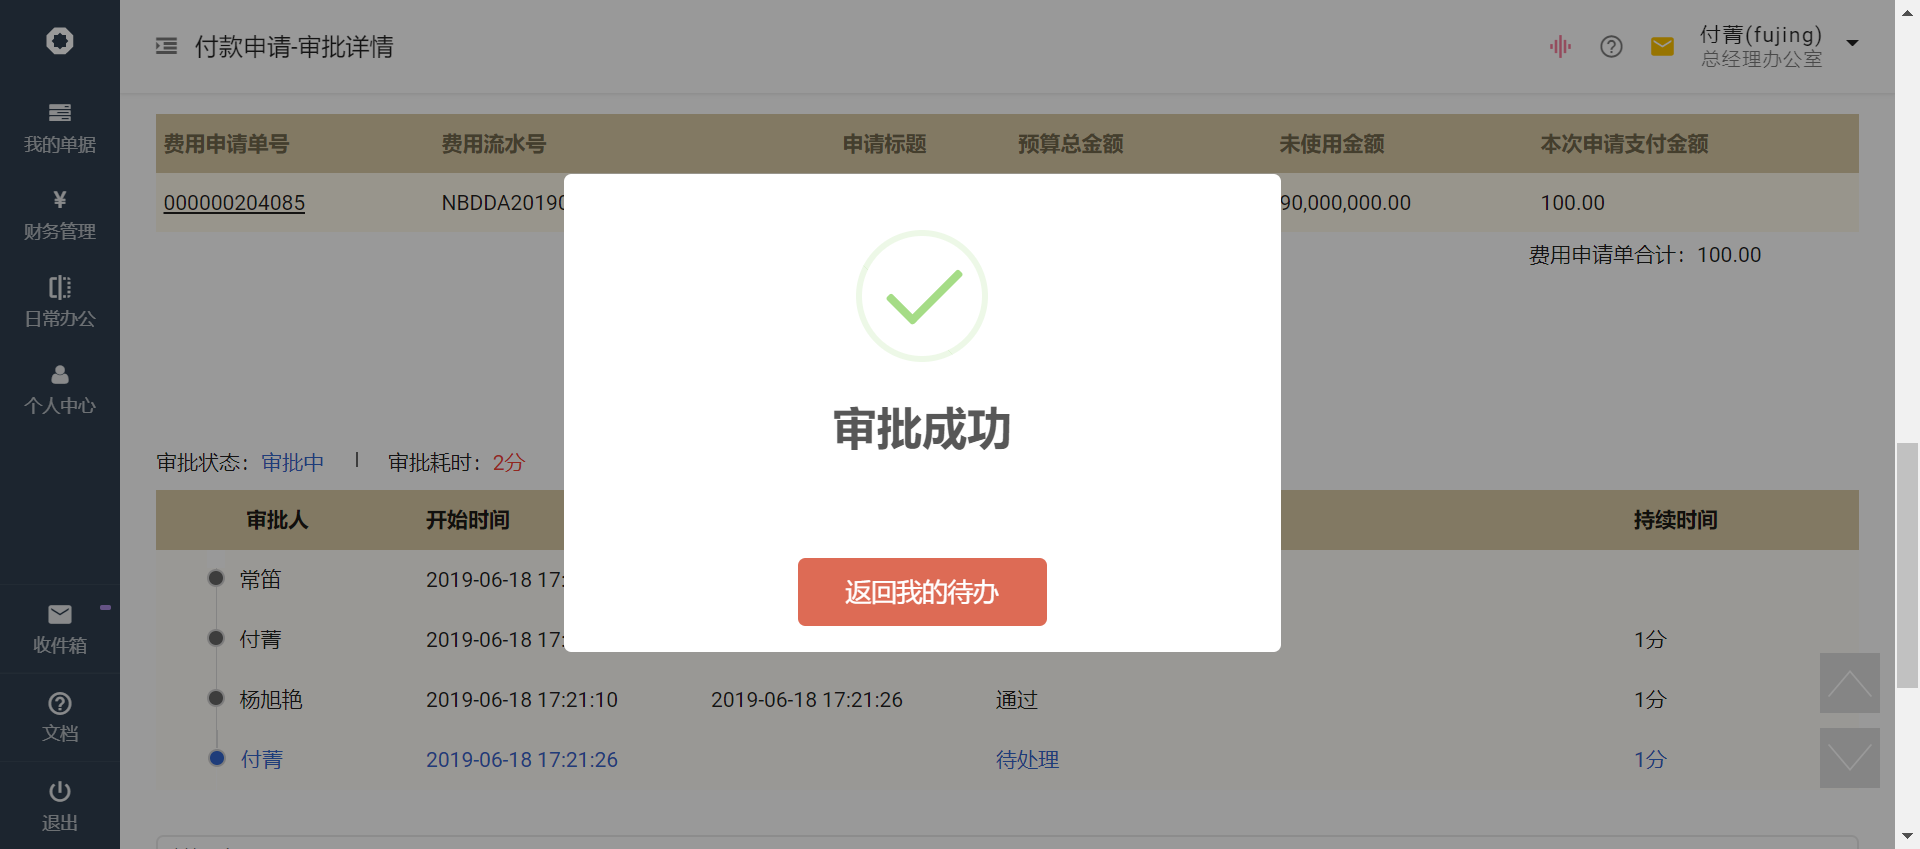 付款申请-审批详情
付菁(fujing)
总经理办公室
我的单据
财务管理
日常办公
个人中心
收件箱
文档
退出
费用申请单号 费用流水号 申请标题 预算总金额 未使用金额 本次申请支付金额
000000204085 NBDDA2019 90,000,000.00 100.00
费用申请单合计：100.00
审批成功
返回我的待办
审批状态：审批中 | 审批耗时：2分
审批人 开始时间 持续时间
常笛 2019-06-18 17:
付菁 2019-06-18 17: 1分
杨旭艳 2019-06-18 17:21:10 2019-06-18 17:21:26 通过 1分
付菁 2019-06-18 17:21:26 待处理 1分